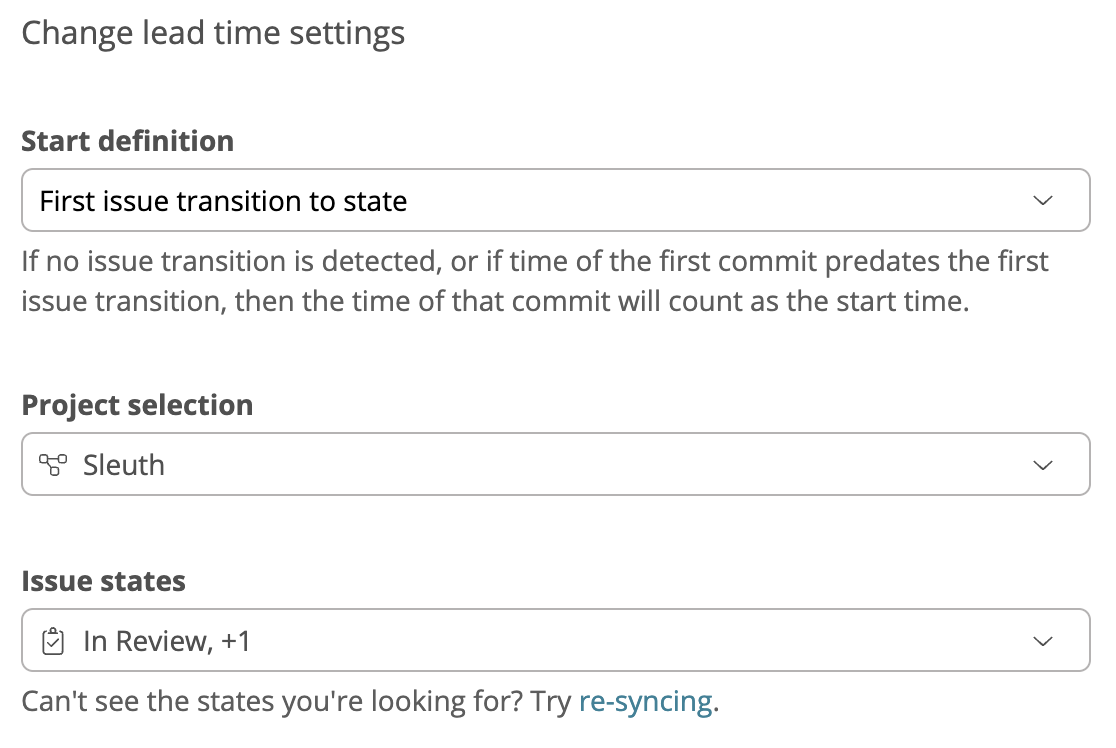 Change lead time settings
Start definition
First issue transition to state
If no issue transition is detected, or if time of the first commit predates the first
issue transition, then the time of that commit will count as the start time.
Project selection
Sleuth
Issue states
In Review, +1
Can't see the states you're looking for? Try re-syncing.